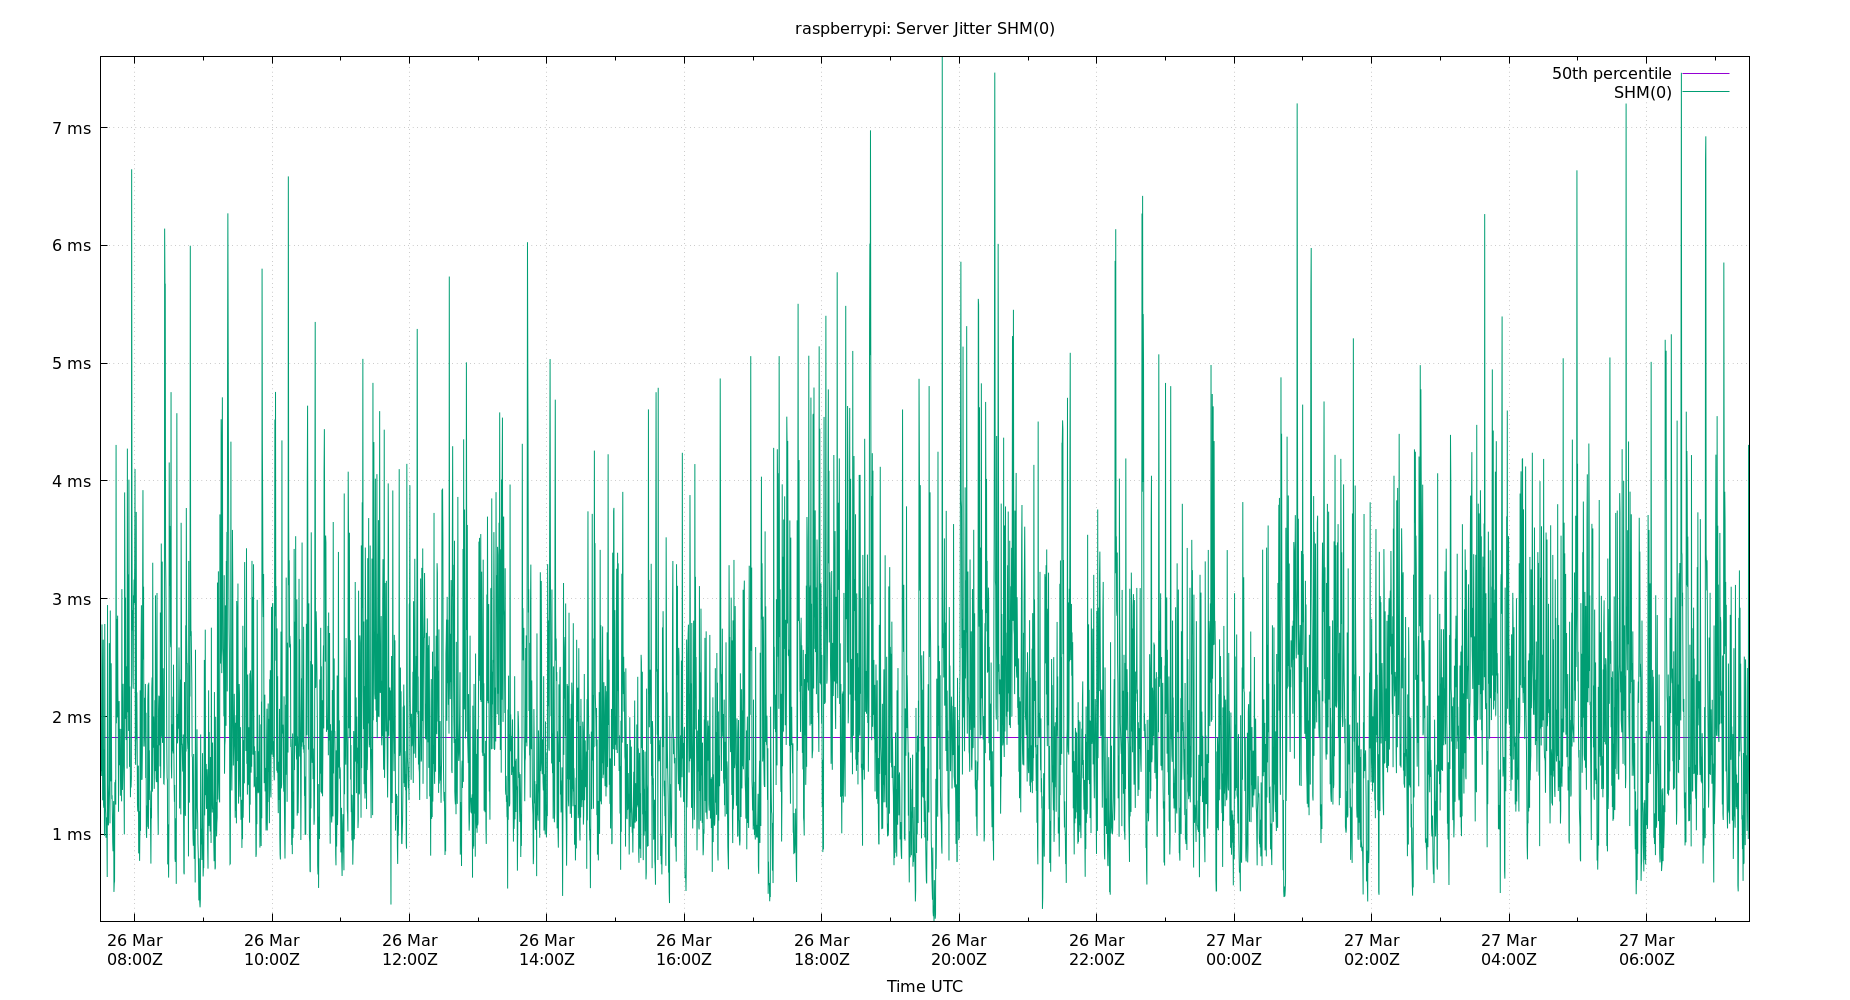 raspberrypi: Server Jitter SHM(0)
50th percentile
SHM(0)
7 ms
6 ms
5 ms
4 ms
3 ms
2 ms
1 ms
26 Mar 26 Mar 26 Mar 26 Mar 26 Mar 26 Mar 26 Mar 26 Mar 27 Mar 27 Mar 27 Mar 27 Mar
08:00Z 10:00Z 12:00Z 14:00Z 16:00Z 18:00Z 20:00Z 22:00Z 00:00Z 02:00Z 04:00Z 06:00Z
Time UTC